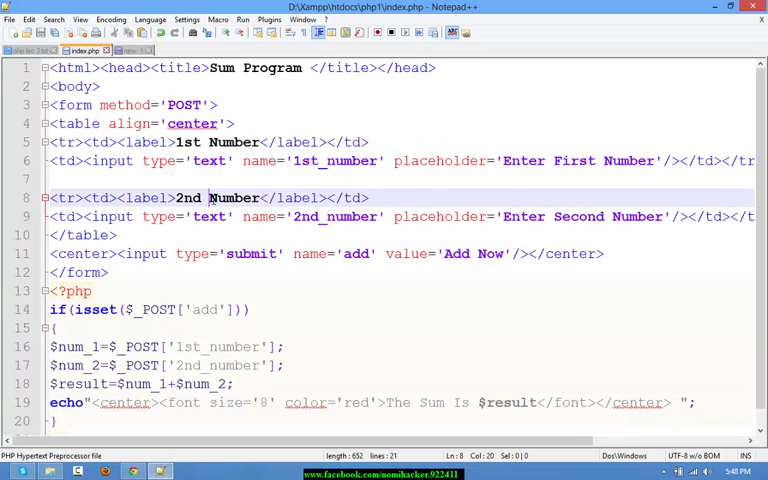 D:\Xampp\htdocs\php1\index.php - Notepad++
File Edit Search View Encoding Language Settings Macro Run Plugins Window ?
php lec 2.txt index.php new 1
1 <html><head><title>Sum Program </title></head>
2 <body>
3 <form method='POST'>
4 <table align='center'>
5 <tr><td><label>1st Number</label></td>
6 <td><input type='text' name='1st_number' placeholder='Enter First Number'/></td></tr
7
8 <tr><td><label>2nd Number</label></td>
9 <td><input type='text' name='2nd_number' placeholder='Enter Second Number'/></td></t
10 </table>
11 <center><input type='submit' name='add' value='Add Now'/></center>
12 </form>
13 <?php
14 if(isset($_POST['add']))
15 {
16 $num_1=$_POST['1st_number'];
17 $num_2=$_POST['2nd_number'];
18 $result=$num_1+$num_2;
19 echo"<center><font size='8' color='red'>The Sum Is $result</font></center> ";
20 }
PHP Hypertext Preprocessor file length : 652 lines : 21 Ln : 8 Col : 20 Sel : 0 | 0 Dos\Windows UTF-8 w/o BOM INS
www.facebook.com/nomihacker.922411
5:48 PM